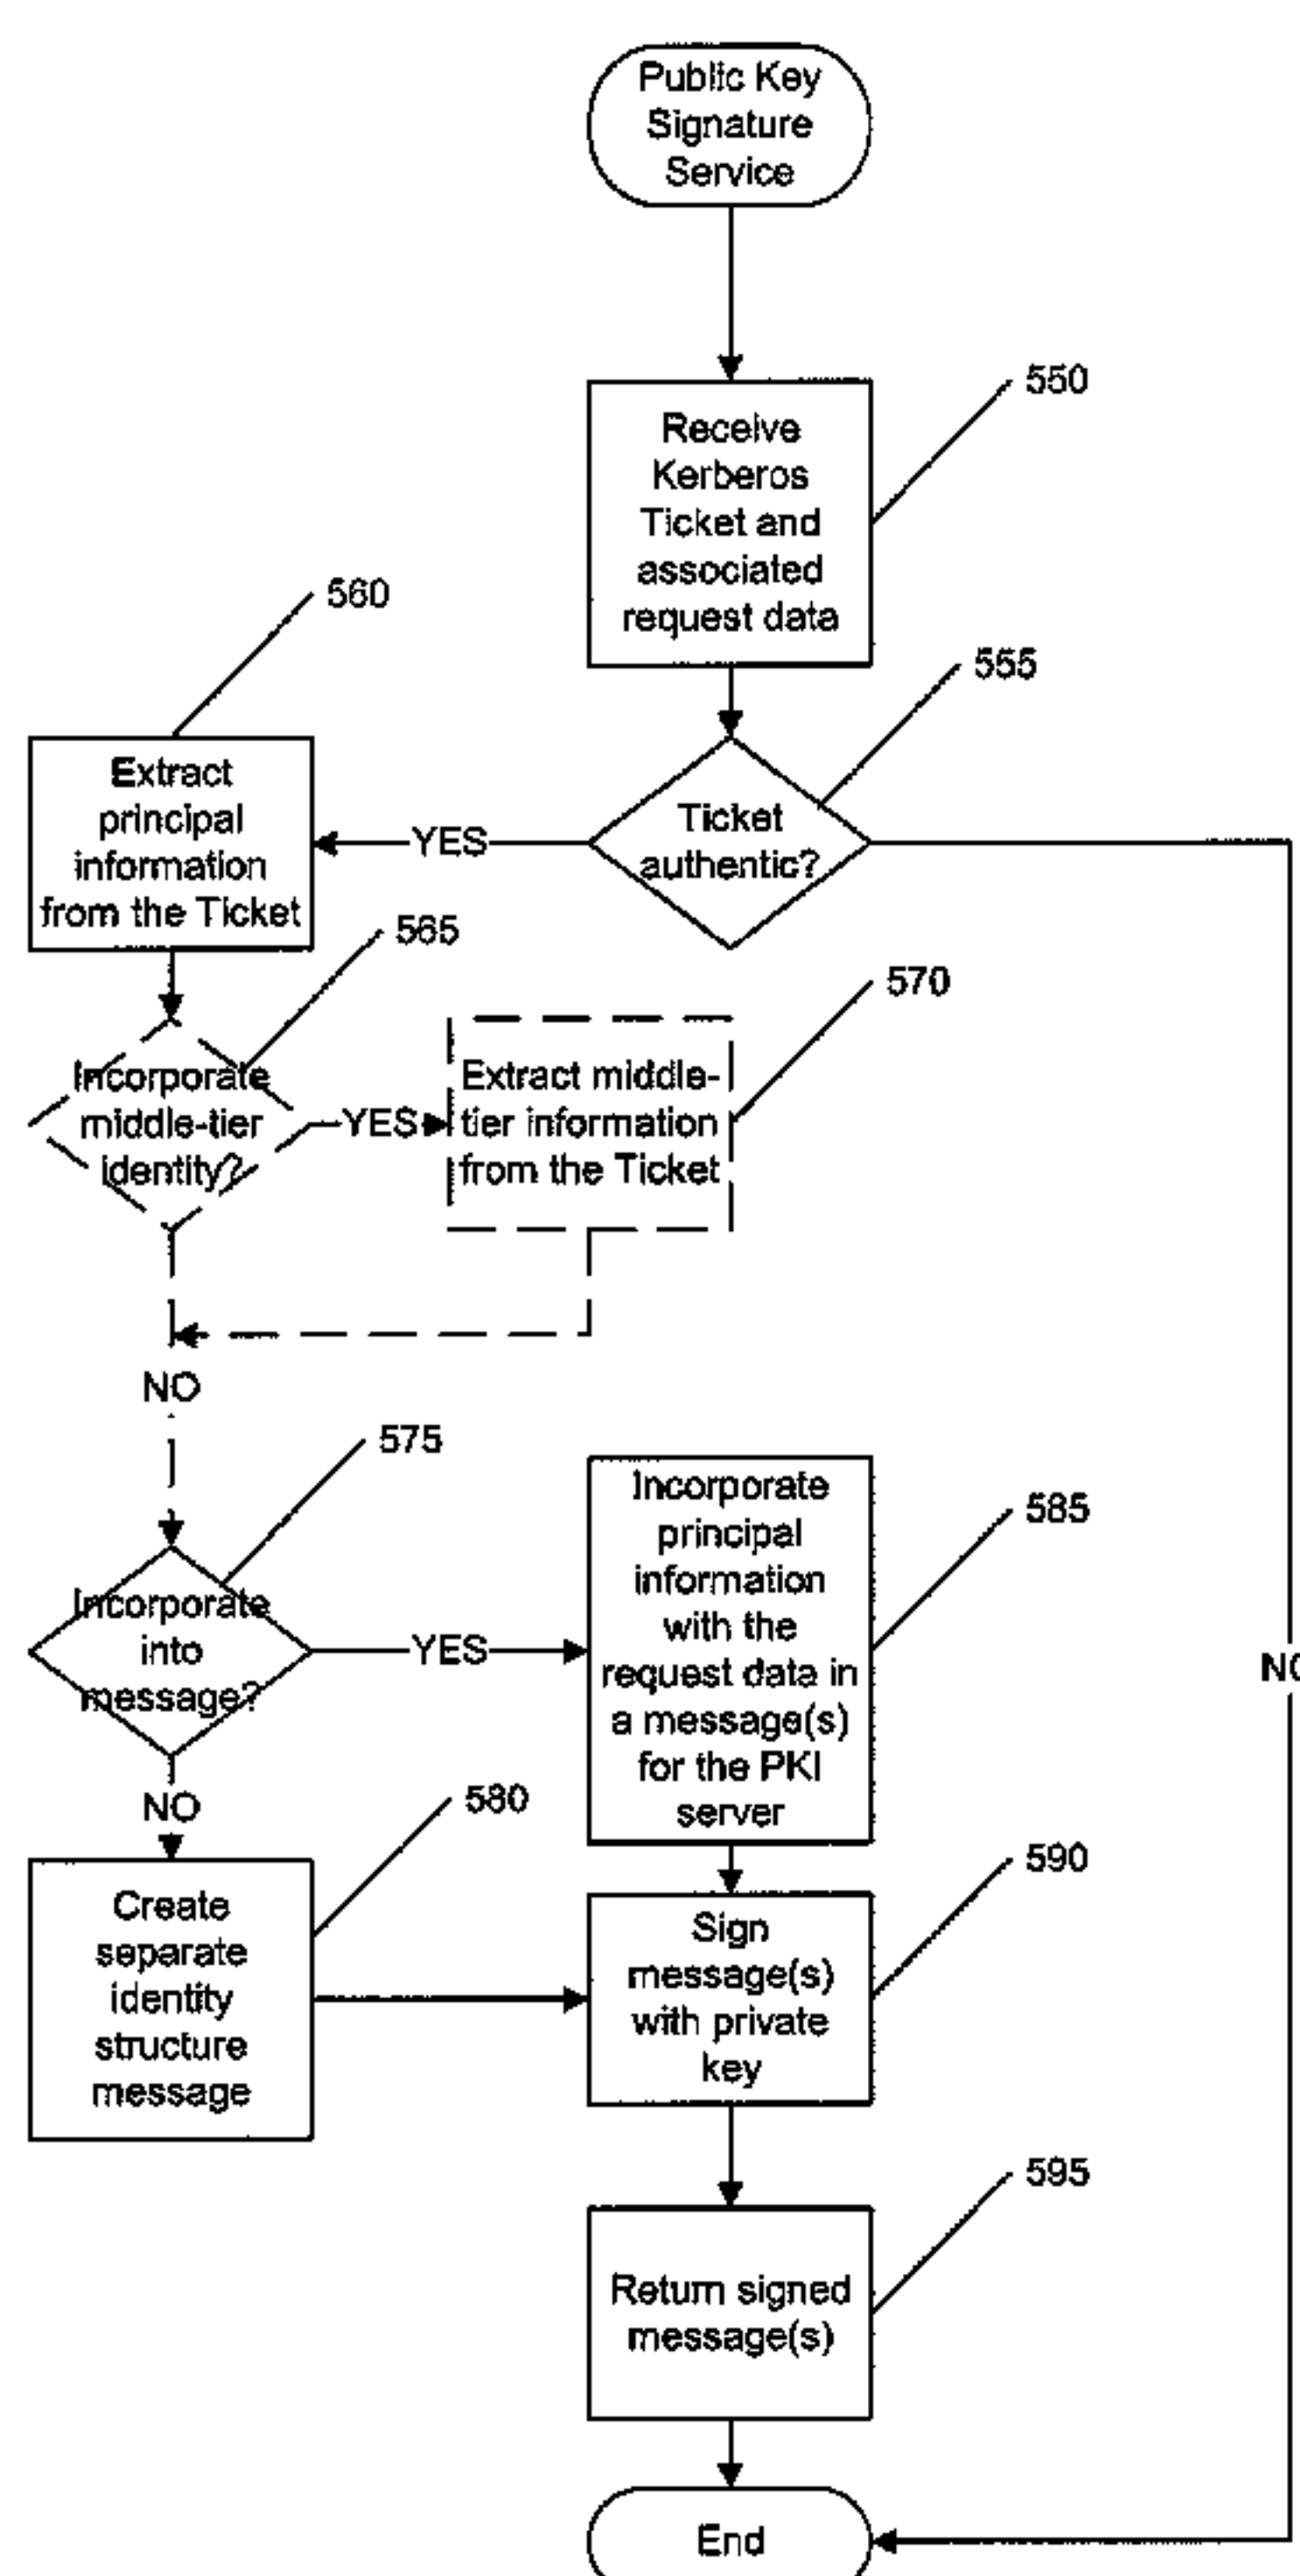 Public Key
Signature
Service
550
Receive
Kerberos
Ticket and
associated
request data
560
555
Extract
principal
information
from the Ticket
YES
Ticket
authentic?
565
570
Incorporate
middle-tier
identity?
YES
Extract middle-
tier information
from the Ticket
NO
575
Incorporate
into
message?
YES
Incorporate
principal
information
with the
request data in
a message(s)
for the PKI
server
585
NO
NO
580
590
Create
separate
identity
structure
message
Sign
message(s)
with private
key
595
Return signed
message(s)
End